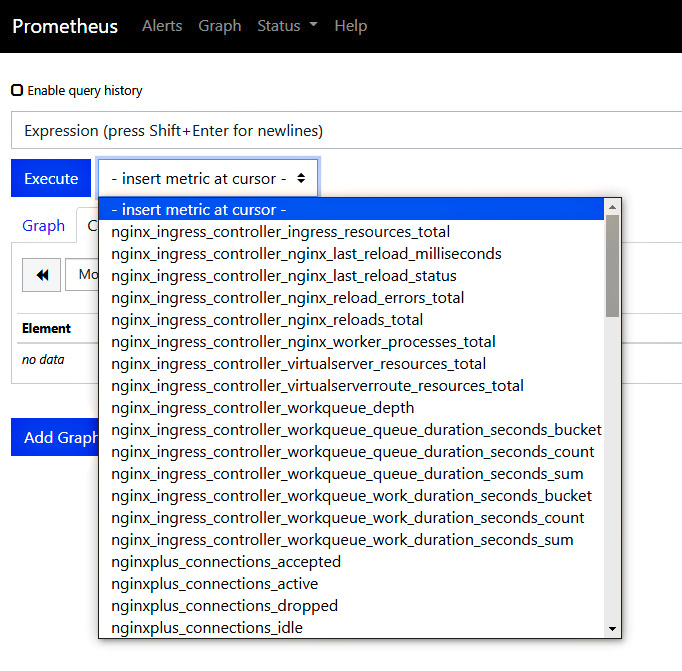 Prometheus Alerts Graph Status Help
Enable query history
Expression (press Shift+Enter for newlines)
Execute - insert metric at cursor -
- insert metric at cursor -
Graph C
nginx_ingress_controller_ingress_resources_total
nginx_ingress_controller_nginx_last_reload_milliseconds
Mo
nginx_ingress_controller_nginx_last_reload_status
nginx_ingress_controller_nginx_reload_errors_total
nginx_ingress_controller_nginx_reloads_total
Element
nginx_ingress_controller_nginx_worker_processes_total
no data
nginx_ingress_controller_virtualserver_resources_total
nginx_ingress_controller_virtualserverroute_resources_total
nginx_ingress_controller_workqueue_depth
nginx_ingress_controller_workqueue_queue_duration_seconds_bucket
Add Graph
nginx_ingress_controller_workqueue_queue_duration_seconds_count
nginx_ingress_controller_workqueue_queue_duration_seconds_sum
nginx_ingress_controller_workqueue_work_duration_seconds_bucket
nginx_ingress_controller_workqueue_work_duration_seconds_count
nginx_ingress_controller_workqueue_work_duration_seconds_sum
nginxplus_connections_accepted
nginxplus_connections_active
nginxplus_connections_dropped
nginxplus_connections_idle